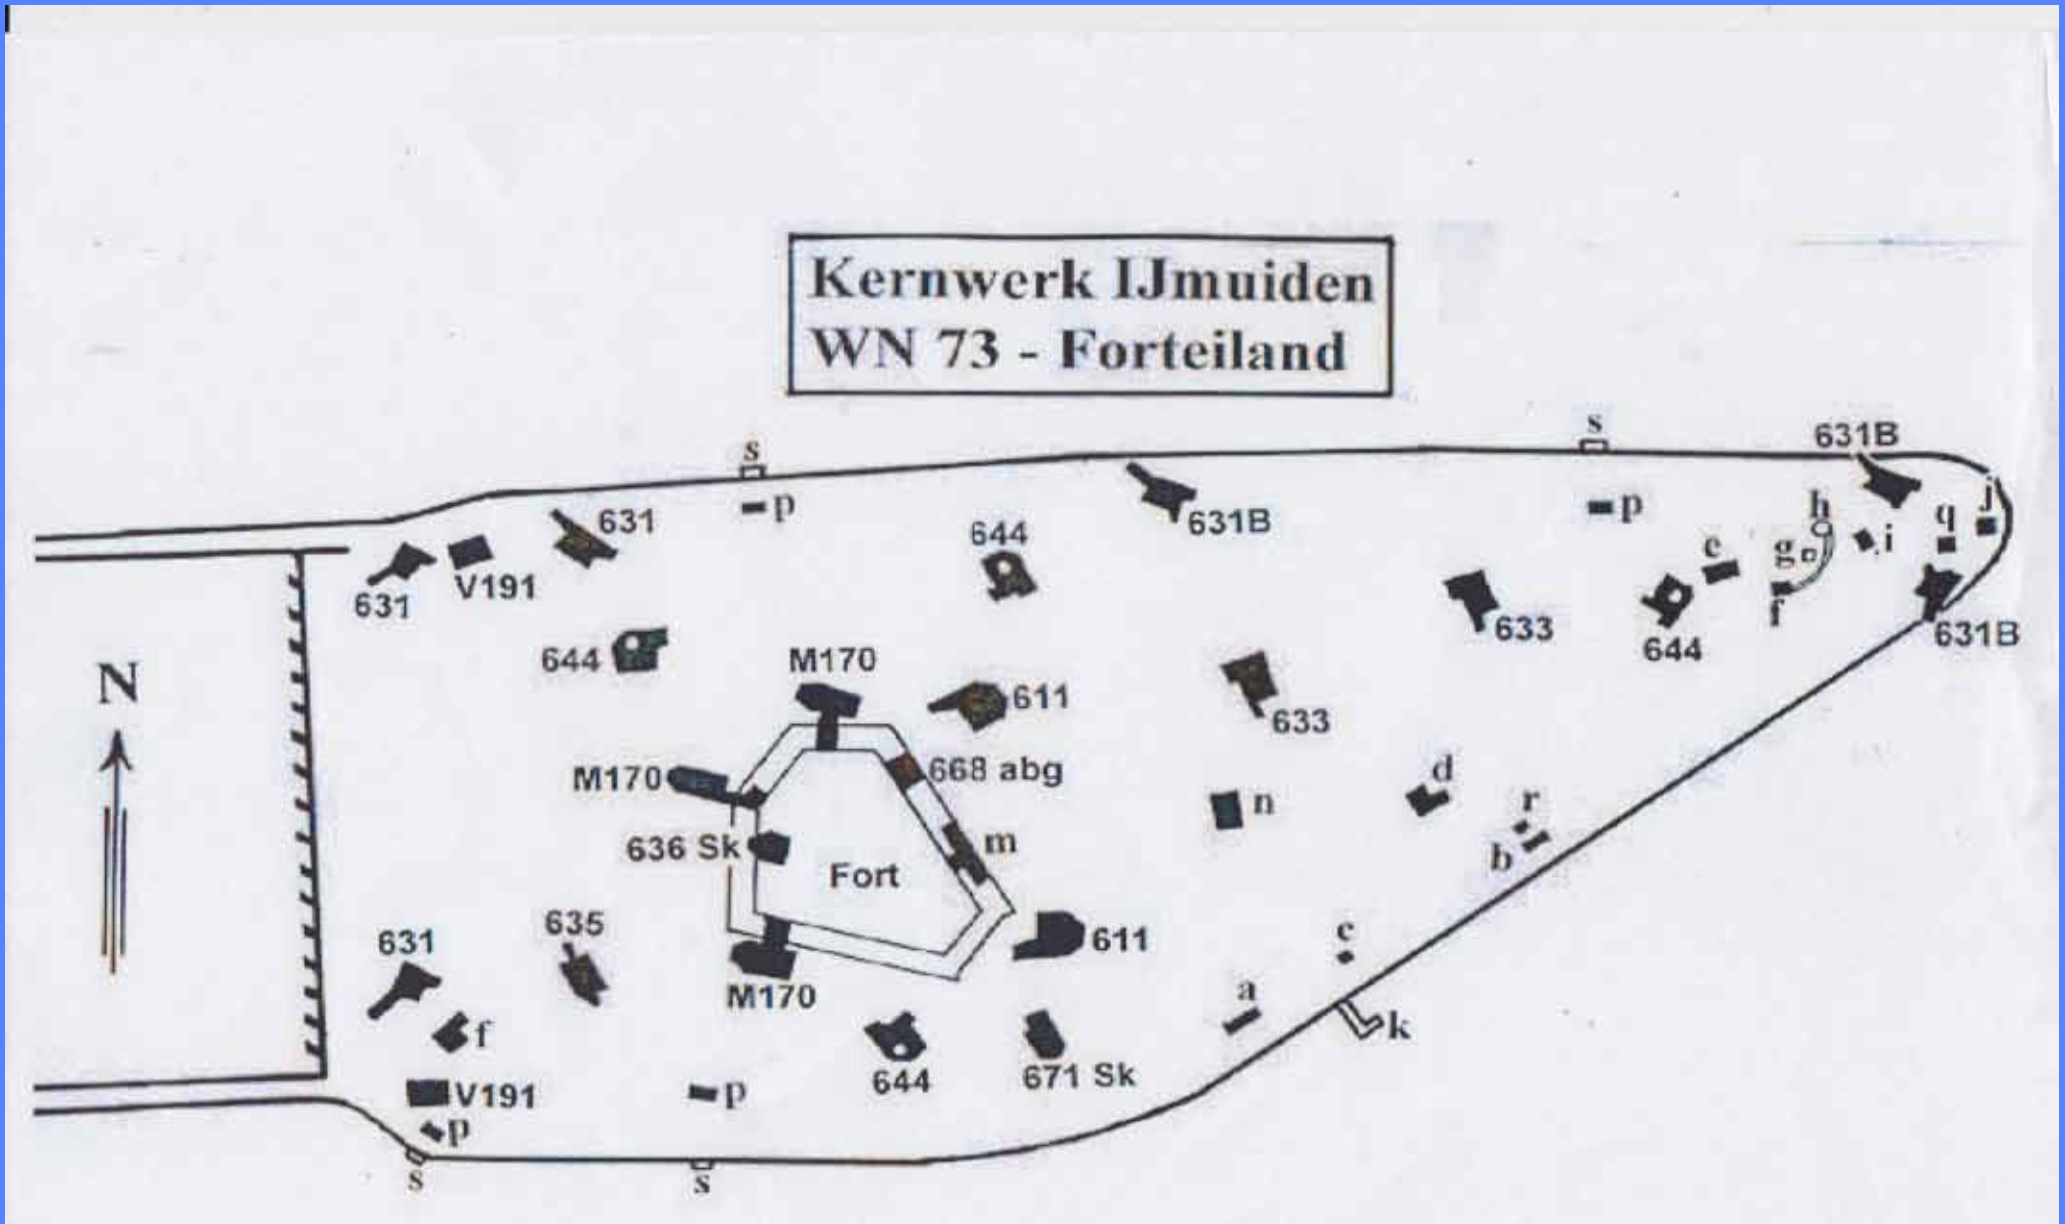 Kernwerk IJmuiden
WN 73 - Forteiland
s
s
631B
p
631
631B
644
p
h
q
j
i
g
e
f
631
V191
633
644
631B
644
N
M170
611
633
M170
668 abg
d
n
r
636 Sk
m
b
Fort
631
635
611
c
M170
a
k
f
644
671 Sk
V191
p
p
s
s